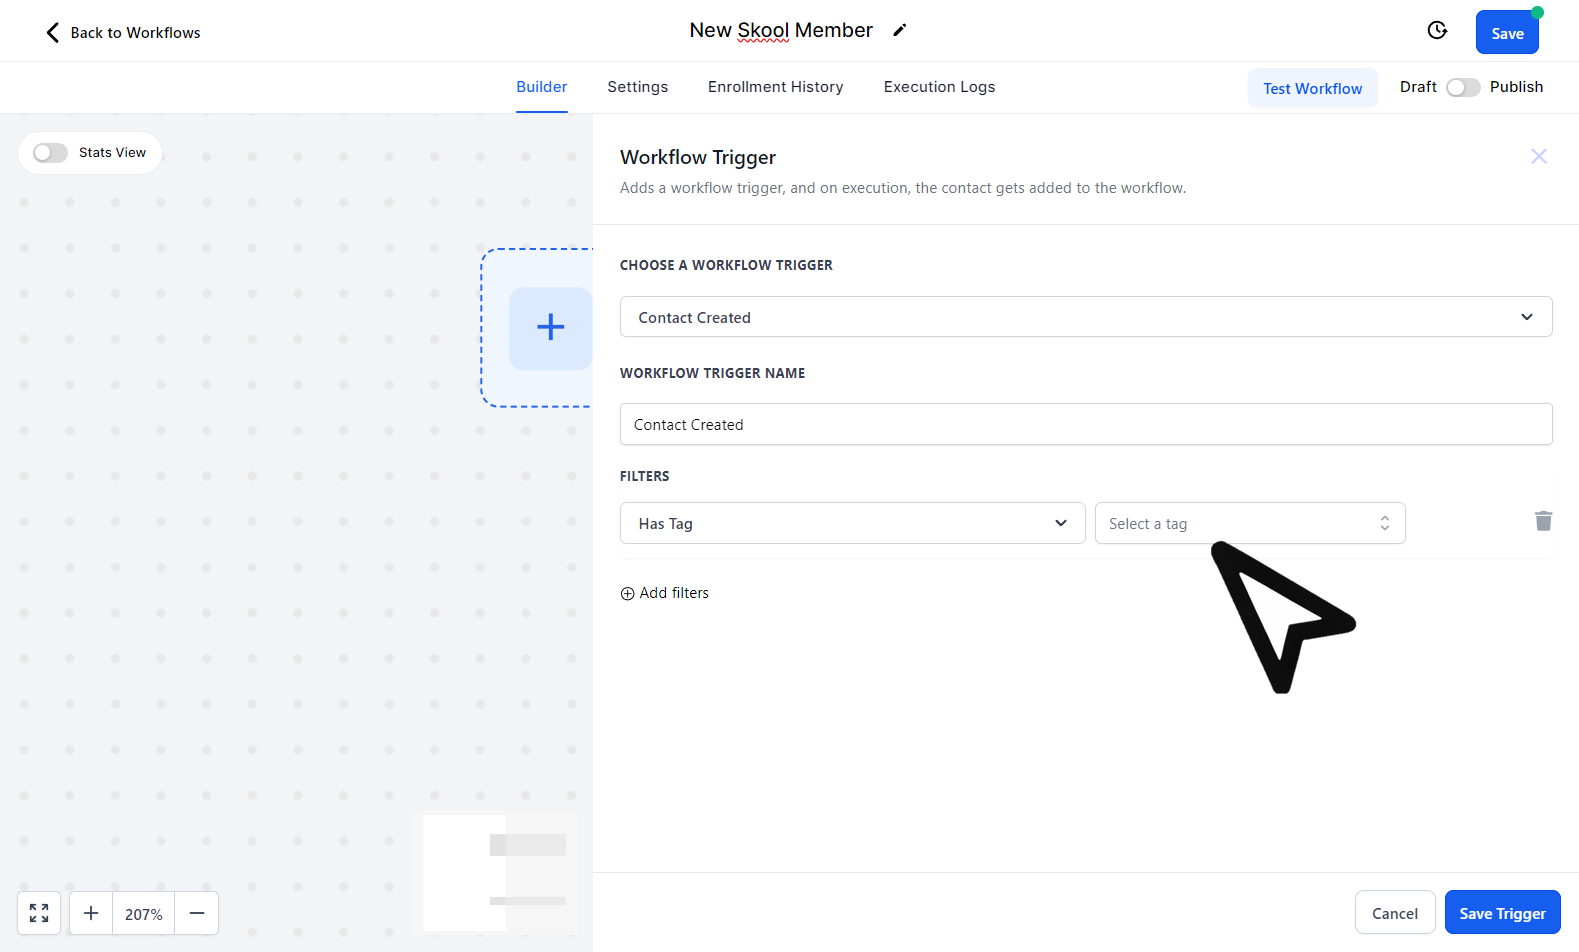 Back to Workflows
New Skool Member
Save
Builder
Settings
Enrollment History
Execution Logs
Test Workflow
Draft
Publish
Stats View
Workflow Trigger
Adds a workflow trigger, and on execution, the contact gets added to the workflow.
CHOOSE A WORKFLOW TRIGGER
Contact Created
WORKFLOW TRIGGER NAME
Contact Created
FILTERS
Has Tag
Select a tag
Add filters
207%
Cancel
Save Trigger